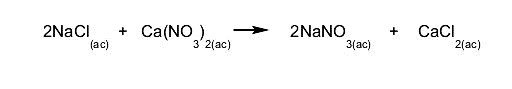 2NaCl(ac) + Ca(NO3)2(ac) → 2NaNO3(ac) + CaCl2(ac)